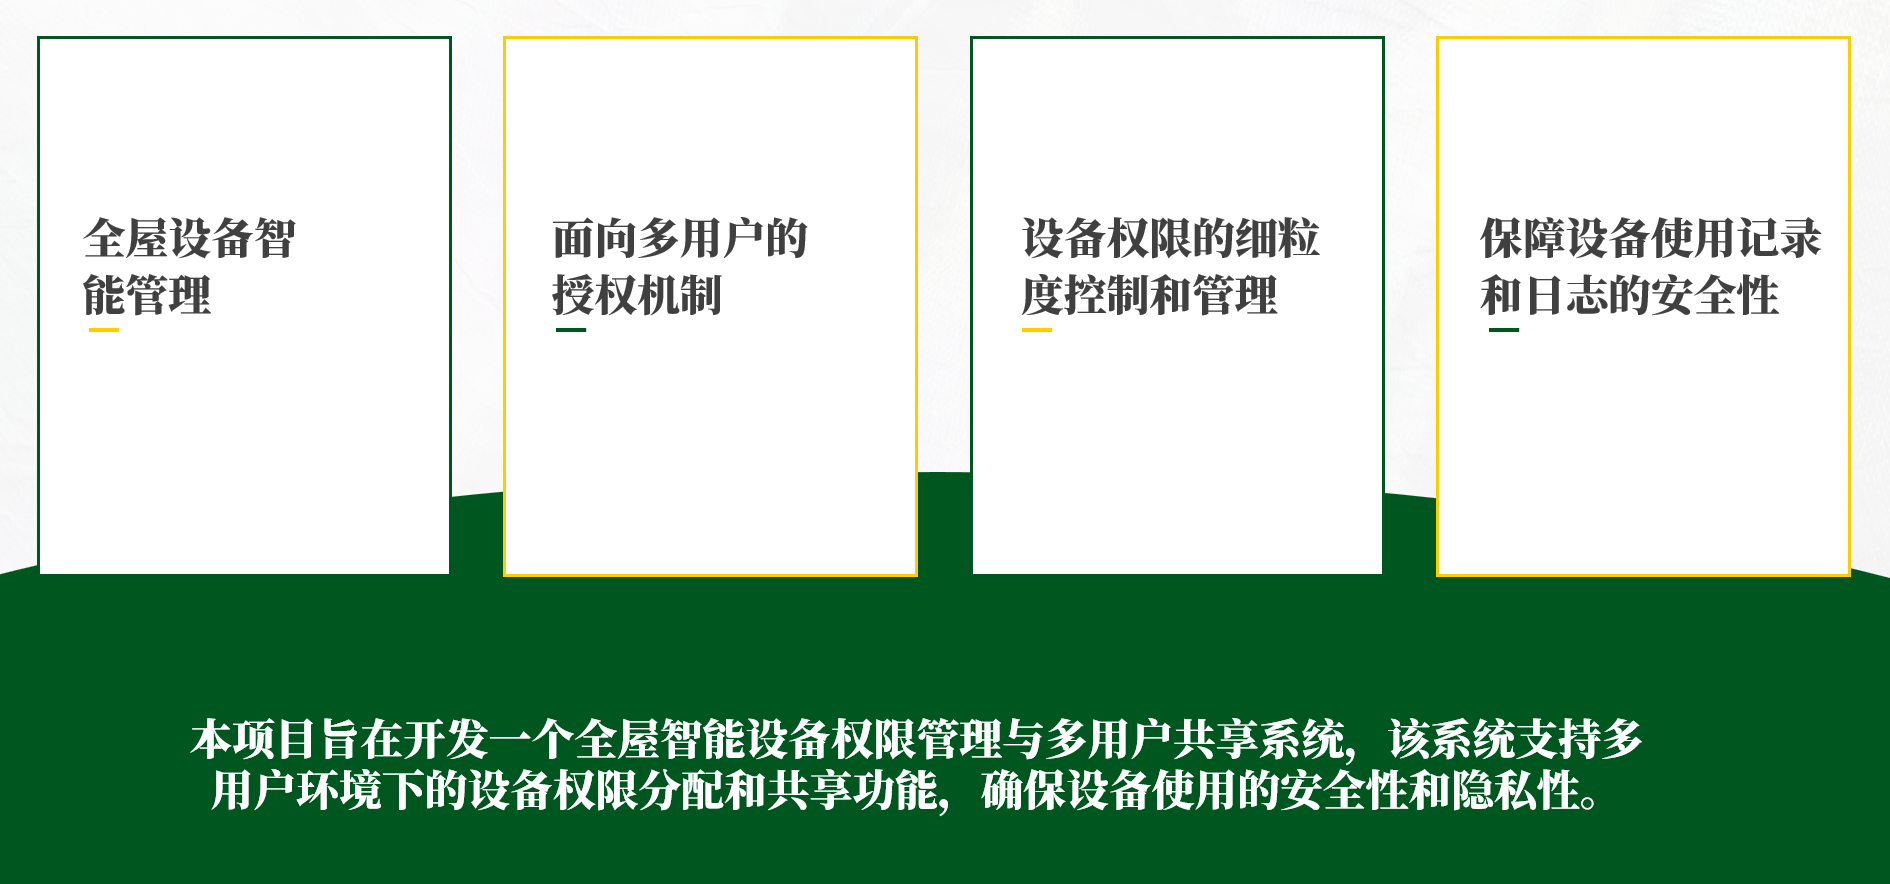 全屋设备智
能管理
面向多用户的
授权机制
设备权限的细粒
度控制和管理
保障设备使用记录
和日志的安全性
本项目旨在开发一个全屋智能设备权限管理与多用户共享系统，该系统支持多
用户环境下的设备权限分配和共享功能，确保设备使用的安全性和隐私性。